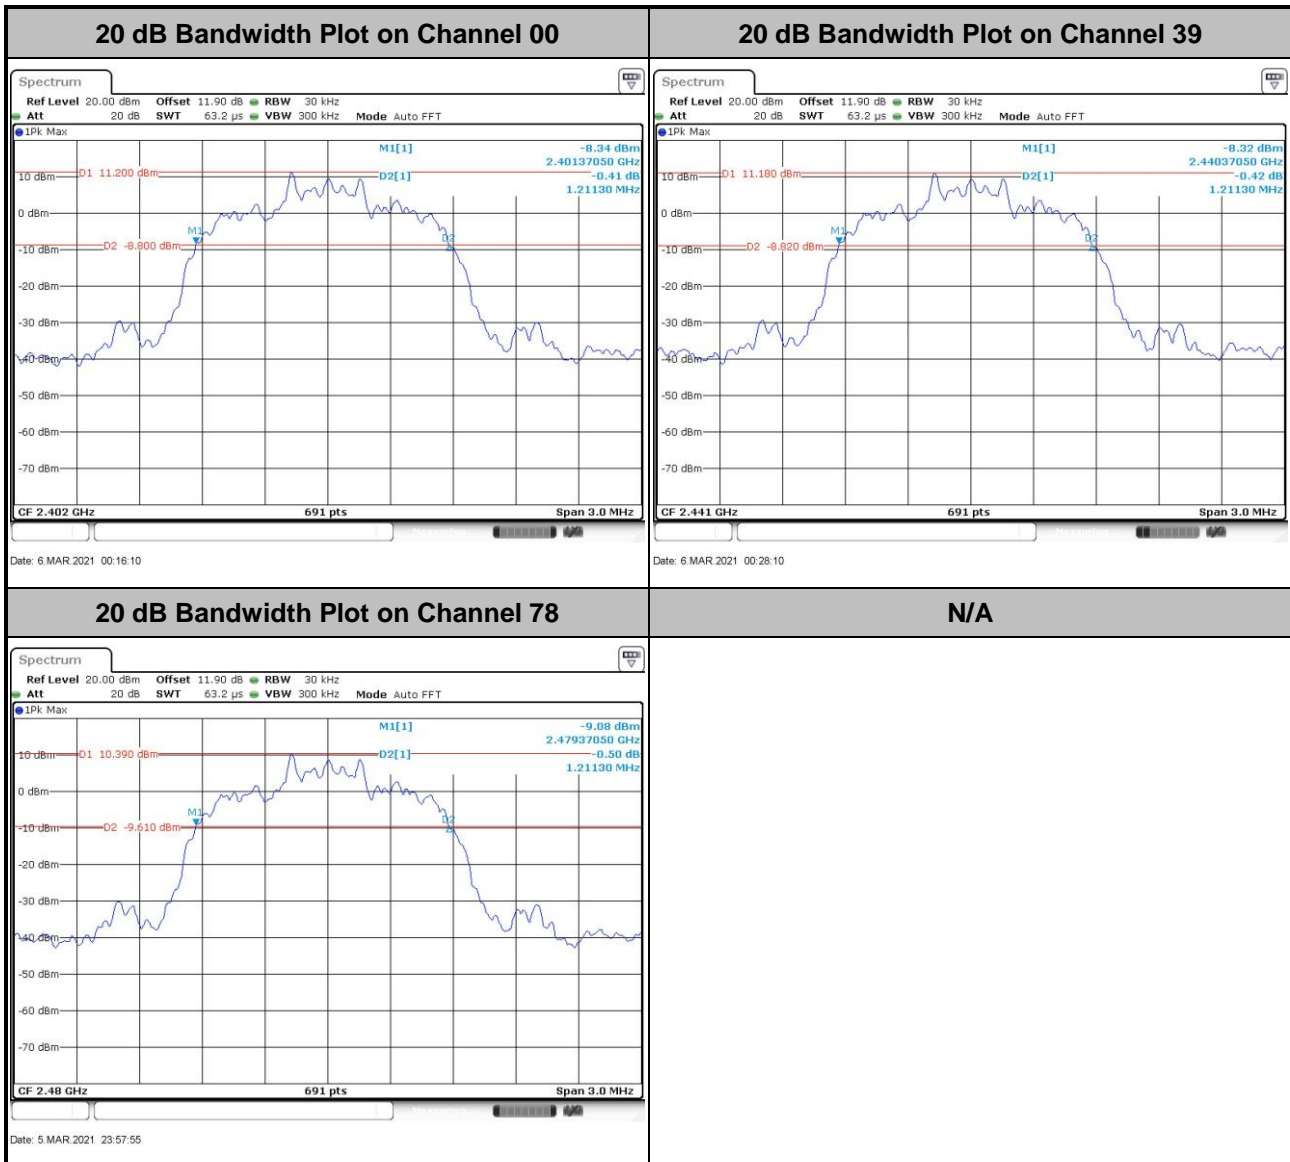 20 dB Bandwidth Plot on Channel 00
Spectrum
Ref Level 20.00 dBm Offset 11.90 dB RBW 30 kHz
Att 20 dB SWT 63.2 µs VBW 300 kHz Mode Auto FFT
1Pk Max
M1[1] -8.34 dBm
2.40137050 GHz
D2[1] -0.41 dB
1.21130 MHz
10 dBm
D1 11.200 dBm
0 dBm
M1
D2
D2 -8.800 dBm
-10 dBm
-20 dBm
-30 dBm
-40 dBm
-50 dBm
-60 dBm
-70 dBm
CF 2.402 GHz 691 pts Span 3.0 MHz
Date: 6.MAR.2021 00:16:10
20 dB Bandwidth Plot on Channel 39
Spectrum
Ref Level 20.00 dBm Offset 11.90 dB RBW 30 kHz
Att 20 dB SWT 63.2 µs VBW 300 kHz Mode Auto FFT
1Pk Max
M1[1] -8.32 dBm
2.44037050 GHz
D2[1] -0.42 dB
1.21130 MHz
10 dBm
D1 11.180 dBm
0 dBm
M1
D2
D2 -8.820 dBm
-10 dBm
-20 dBm
-30 dBm
-40 dBm
-50 dBm
-60 dBm
-70 dBm
CF 2.441 GHz 691 pts Span 3.0 MHz
Date: 6.MAR.2021 00:28:10
20 dB Bandwidth Plot on Channel 78
Spectrum
Ref Level 20.00 dBm Offset 11.90 dB RBW 30 kHz
Att 20 dB SWT 63.2 µs VBW 300 kHz Mode Auto FFT
1Pk Max
M1[1] -9.08 dBm
2.47937050 GHz
D2[1] -0.50 dB
1.21130 MHz
10 dBm
D1 10.390 dBm
0 dBm
M1
D2
D2 -9.610 dBm
-10 dBm
-20 dBm
-30 dBm
-40 dBm
-50 dBm
-60 dBm
-70 dBm
CF 2.48 GHz 691 pts Span 3.0 MHz
Date: 5.MAR.2021 23:57:55
N/A